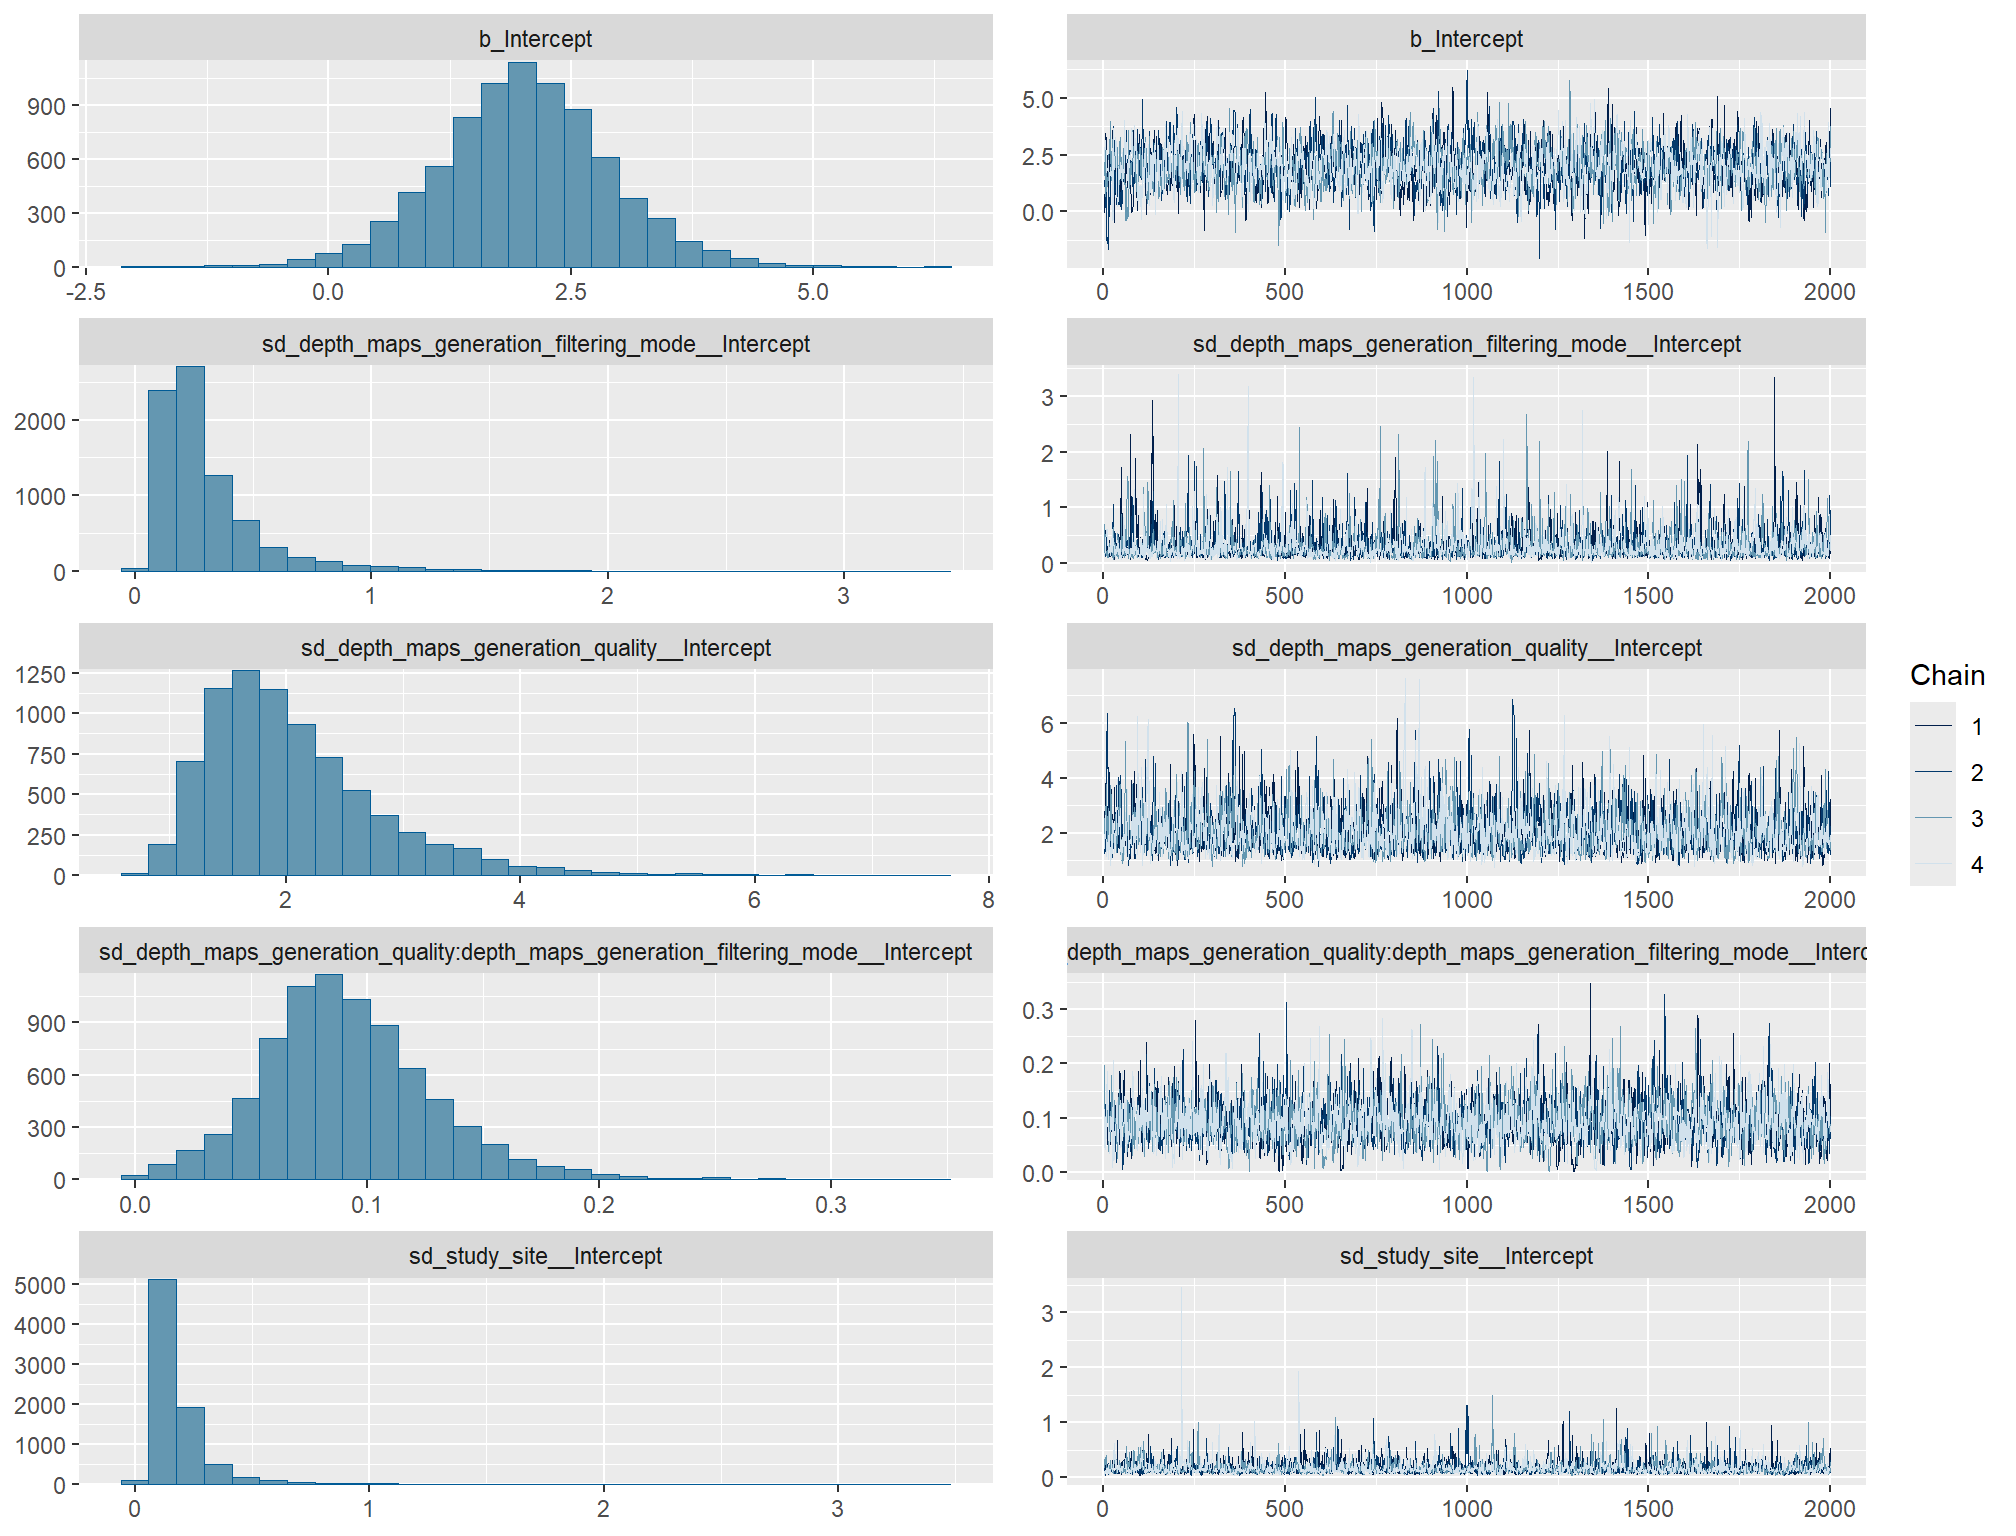 b_Intercept
b_Intercept
900
600
300
0
-2.5 0.0 2.5 5.0
5.0
2.5
0.0
0 500 1000 1500 2000
sd_depth_maps_generation_filtering_mode__Intercept
sd_depth_maps_generation_filtering_mode__Intercept
2000
1000
0
0 1 2 3
3
2
1
0
0 500 1000 1500 2000
sd_depth_maps_generation_quality__Intercept
sd_depth_maps_generation_quality__Intercept
1250
1000
750
500
250
0
2 4 6 8
6
4
2
0 500 1000 1500 2000
sd_depth_maps_generation_quality:depth_maps_generation_filtering_mode__Intercept
_depth_maps_generation_quality:depth_maps_generation_filtering_mode__Interc
900
600
300
0
0.0 0.1 0.2 0.3
0.3
0.2
0.1
0.0
0 500 1000 1500 2000
sd_study_site__Intercept
sd_study_site__Intercept
5000
4000
3000
2000
1000
0
0 1 2 3
3
2
1
0
0 500 1000 1500 2000
Chain
1
2
3
4